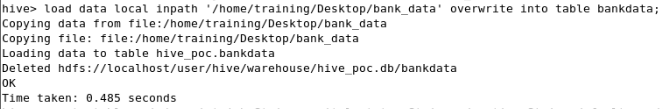 hive> load data local inpath '/home/training/Desktop/bank_data' overwrite into table bankdata;
Copying data from file:/home/training/Desktop/bank_data
Copying file: file:/home/training/Desktop/bank_data
Loading data to table hive_poc.bankdata
Deleted hdfs://localhost/user/hive/warehouse/hive_poc.db/bankdata
OK
Time taken: 0.485 seconds